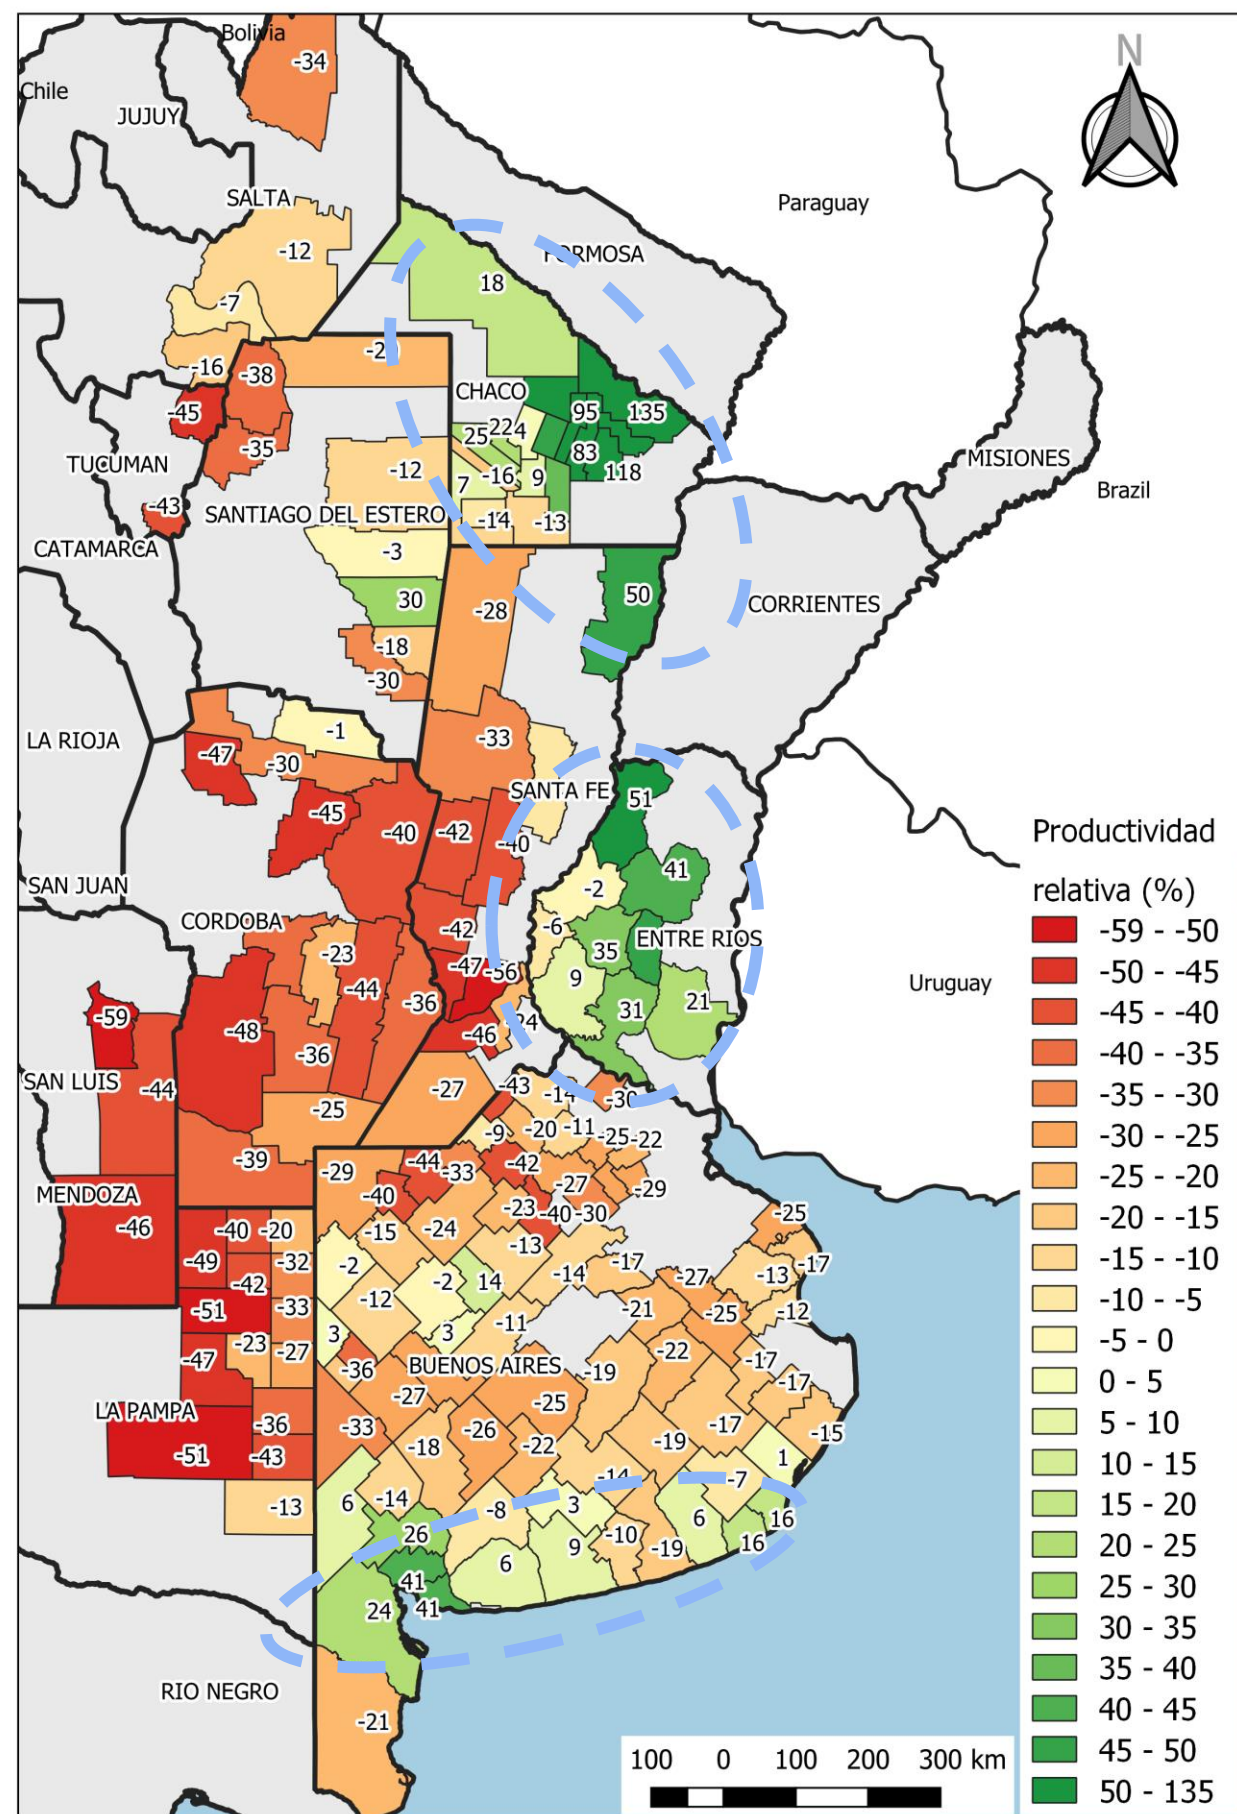 Bolivia
-34
N
Chile
JUJUY
SALTA
Paraguay
-12
FORMOSA
18
-7
-16
-38
CHACO
-45
95
135
25
22
4
-35
83
TUCUMAN
-12
-16
9
118
MISIONES
7
Brazil
-43
SANTIAGO DEL ESTERO
-14
-13
CATAMARCA
-3
30
50
CORRIENTES
-28
-18
-30
-1
LA RIOJA
-33
-47
-30
SANTA FE
51
-45
-40
-42
-40
Productividad
relativa (%)
41
SAN JUAN
-2
CORDOBA
-6
-42
ENTRE RIOS
-23
35
-47
-56
9
Uruguay
-44
-36
21
-59
31
-48
-24
-46
-36
SAN LUIS
-44
-27
-43
-14
-30
-25
-9
-20
-11
-25
-22
-39
-29
-44
-33
-42
-27
-29
MENDOZA
-40
-23
-40
-30
-25
-46
-40
-20
-15
-24
-13
-49
-32
-2
-14
-17
-27
-13
-17
-42
-2
14
-51
-33
-12
-21
-25
-12
3
3
-11
-23
-27
-47
-36
BUENOS AIRES
-19
-22
-17
-27
-25
-17
LA PAMPA
-36
-33
-26
-17
-15
-51
-43
-18
-22
-19
1
-14
-7
-13
6
-14
-8
3
6
16
26
-10
16
9
-19
6
41
24
41
RIO NEGRO
-21
-59 - -50
-50 - -45
-45 - -40
-40 - -35
-35 - -30
-30 - -25
-25 - -20
-20 - -15
-15 - -10
-10 - -5
-5 - 0
0 - 5
5 - 10
10 - 15
15 - 20
20 - 25
25 - 30
30 - 35
35 - 40
40 - 45
45 - 50
50 - 135
100 0 100 200 300 km